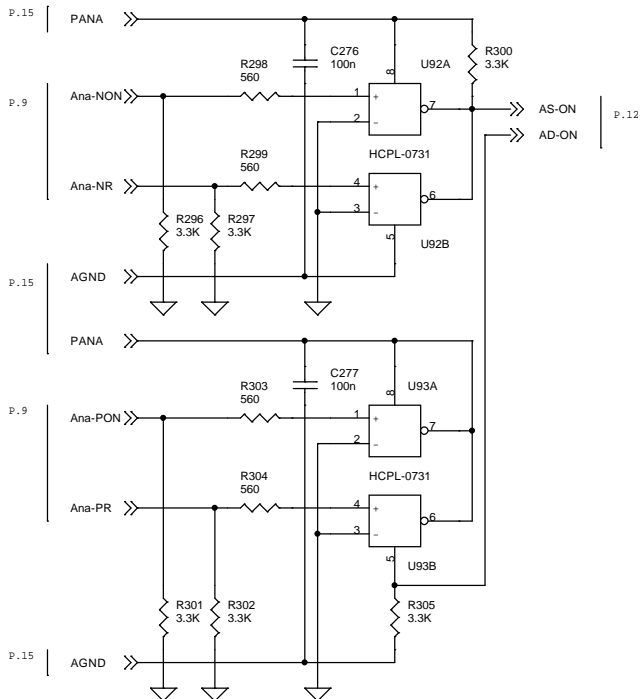 P.15
PANA
R298
560
C276
100n
U92A
R300
3.3K
8
P.9
Ana-NON
1
+
7
AS-ON
P.12
2
-
AD-ON
R299
560
HCPL-0731
Ana-NR
4
+
6
3
-
R296
3.3K
R297
3.3K
5
U92B
P.15
AGND
PANA
R303
560
C277
100n
U93A
8
P.9
Ana-PON
1
+
7
2
-
R304
560
HCPL-0731
Ana-PR
4
+
6
3
-
5
U93B
R301
3.3K
R302
3.3K
R305
3.3K
P.15
AGND